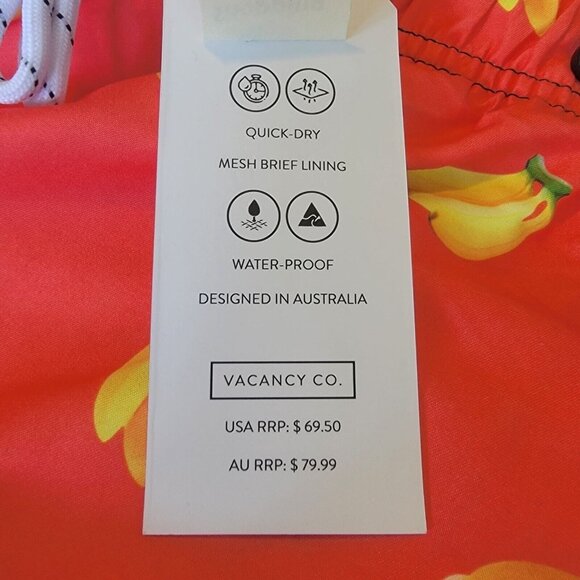 QUICK-DRY
MESH BRIEF LINING
WATER-PROOF
DESIGNED IN AUSTRALIA
VACANCY CO.
USA RRP: $ 69.50
AU RRP: $ 79.99